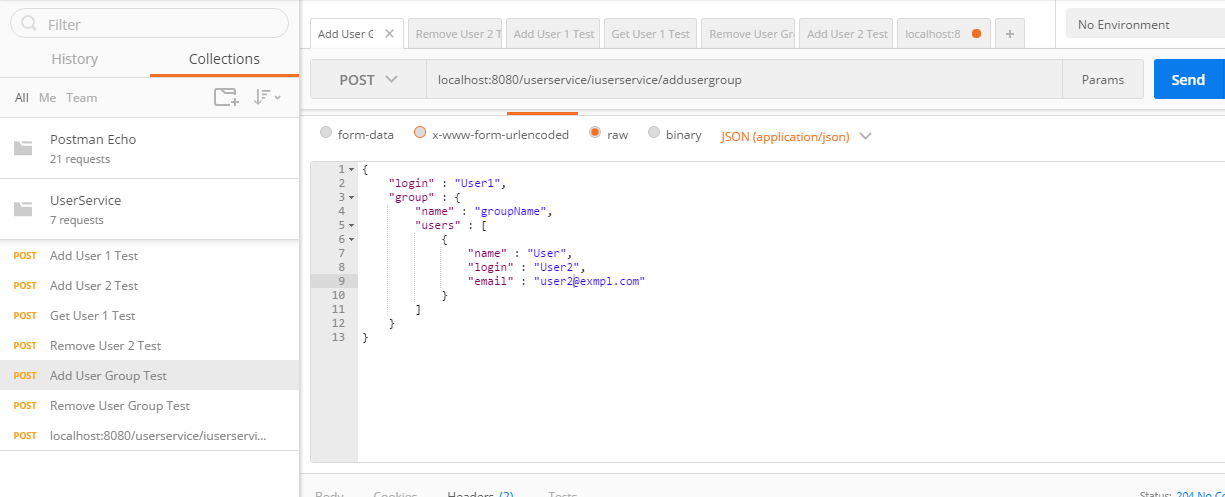 Filter
History Collections
All Me Team
Postman Echo
21 requests
UserService
7 requests
POST Add User 1 Test
POST Add User 2 Test
POST Get User 1 Test
POST Remove User 2 Test
POST Add User Group Test
POST Remove User Group Test
POST localhost:8080/userservice/iuserservi...
Add User G Remove User 2 T Add User 1 Test Get User 1 Test Remove User Gr Add User 2 Test localhost:8 +
No Environment
POST localhost:8080/userservice/iuserservice/addusergroup Params Send
form-data x-www-form-urlencoded raw binary JSON (application/json)
1 {
2 "login" : "User1",
3 "group" : {
4 "name" : "groupName",
5 "users" : [
6 {
7 "name" : "User",
8 "login" : "User2",
9 "email" : "user2@exmpl.com"
10 }
11 ]
12 }
13 }
Body Cookies Headers (2) Tests Status: 204 No Co